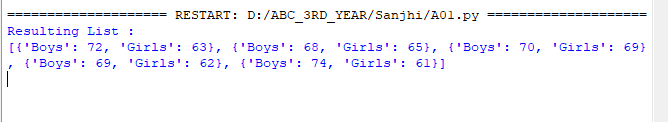 ==================== RESTART: D:/ABC_3RD_YEAR/Sanjhi/A01.py ====================
Resulting List :
[{'Boys': 72, 'Girls': 63}, {'Boys': 68, 'Girls': 65}, {'Boys': 70, 'Girls': 69}
, {'Boys': 69, 'Girls': 62}, {'Boys': 74, 'Girls': 61}]